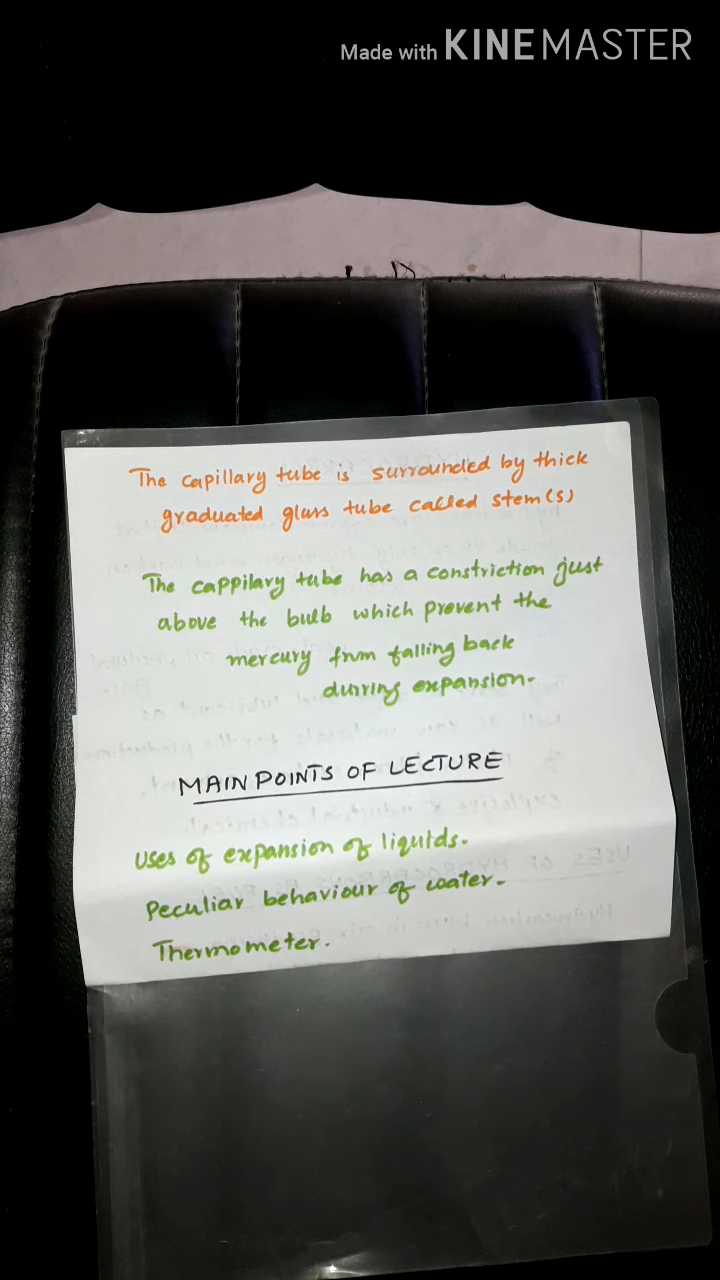 Made with KINEMASTER
The capillary tube is surrounded by thick
graduated glass tube called stem(s)
The cappilary tube has a constriction just
above the bulb which prevent the
mercury from falling back
durring expansion.
MAIN POINTS OF LECTURE
Uses of expansion of liquids.
Peculiar behaviour of water.
Thermometer.